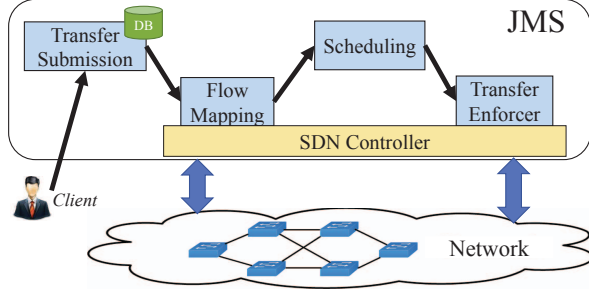 JMS
DB
Transfer
Submission
Scheduling
Flow
Mapping
Transfer
Enforcer
SDN Controller
Client
Network